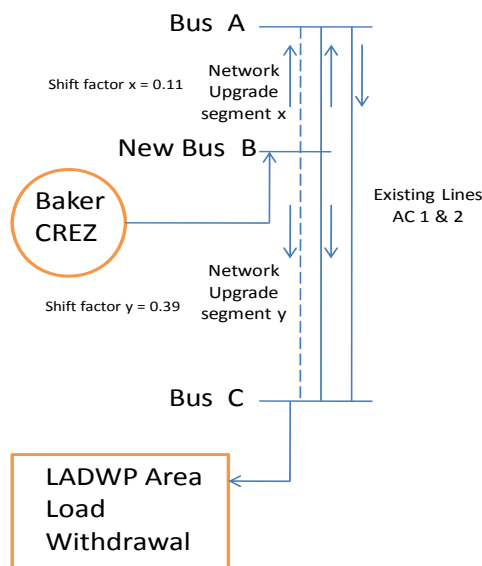 Bus A
Shift factor x = 0.11
Network
Upgrade
segment x
New Bus B
Baker
CREZ
Existing Lines
AC 1 & 2
Network
Upgrade
segment y
Shift factor y = 0.39
Bus C
LADWP Area
Load
Withdrawal